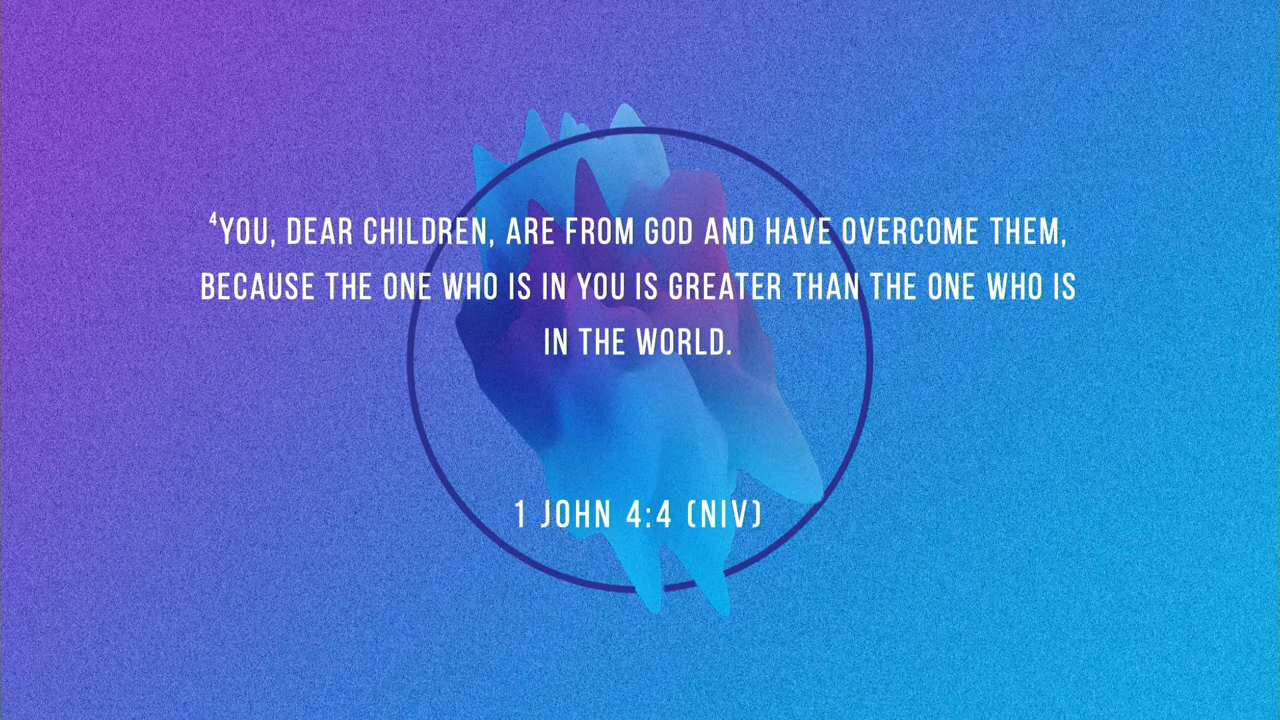 ⁴YOU, DEAR CHILDREN, ARE FROM GOD AND HAVE OVERCOME THEM,
BECAUSE THE ONE WHO IS IN YOU IS GREATER THAN THE ONE WHO IS
IN THE WORLD.
1 JOHN 4:4 (NIV)